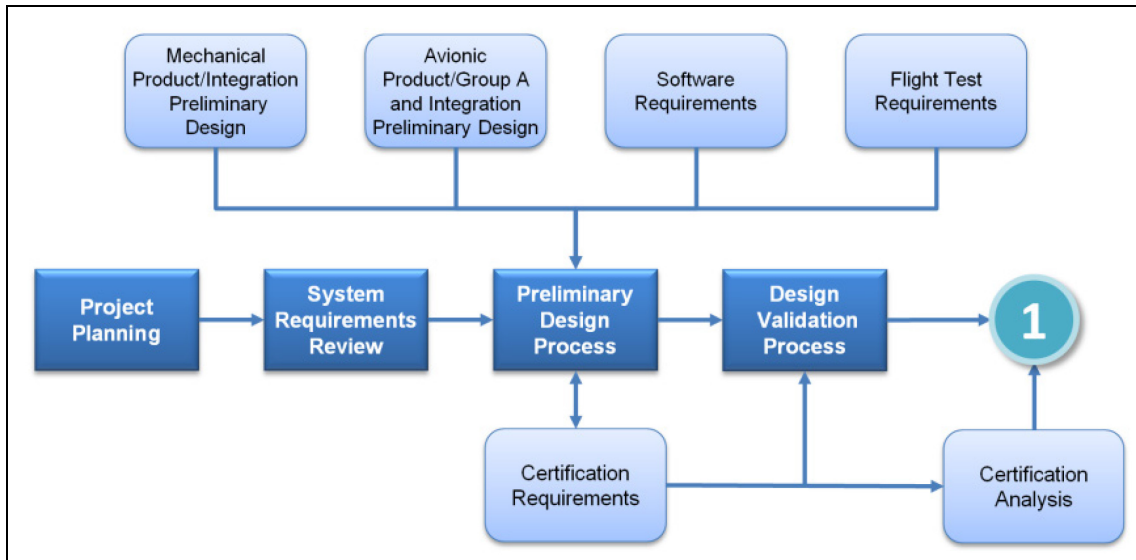 Mechanical
Product/Integration
Preliminary
Design
Avionic
Product/Group A
and Integration
Preliminary Design
Software
Requirements
Flight Test
Requirements
Project
Planning
System
Requirements
Review
Preliminary
Design
Process
Design
Validation
Process
1
Certification
Requirements
Certification
Analysis